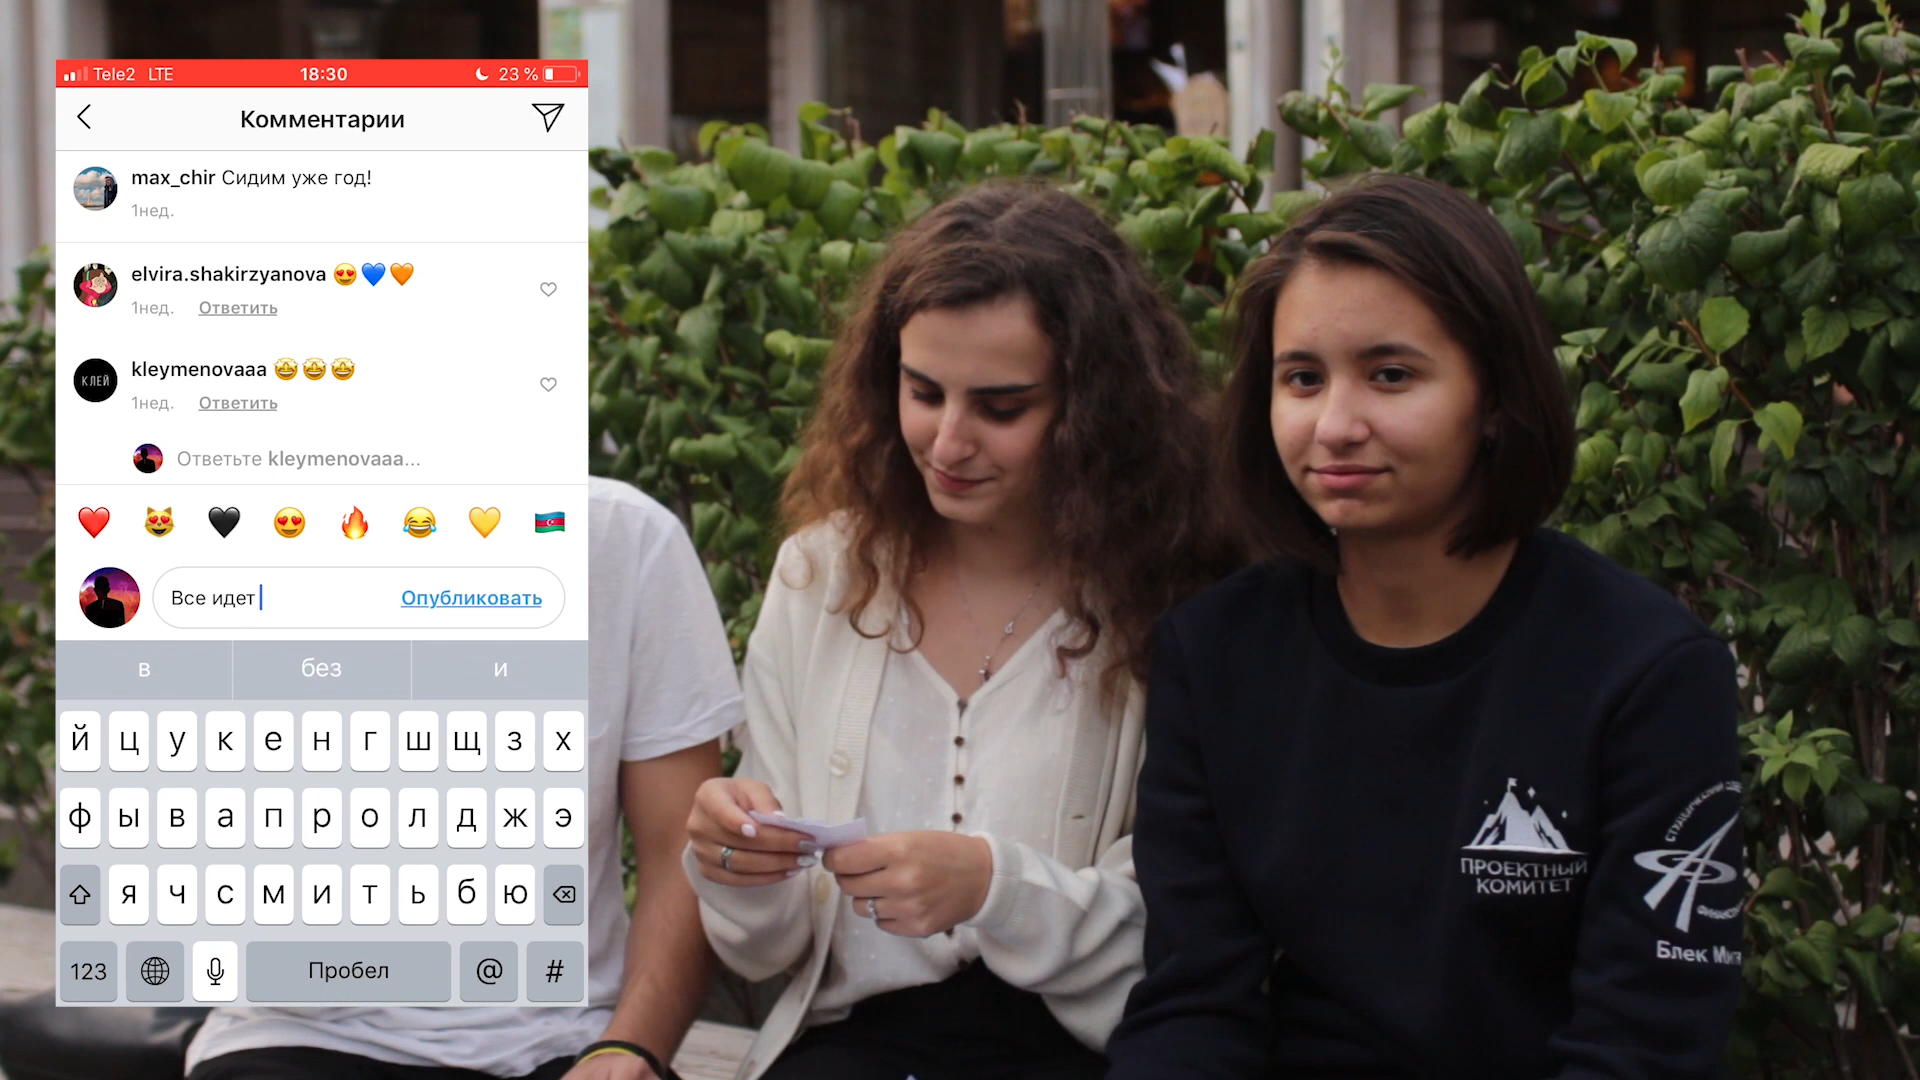 Tele2 LTE 18:30 23 %
Комментарии
max_chir Сидим уже год!
1нед.
elvira.shakirzyanova 😍💙🧡
1нед. Ответить
kleymenovaaa 🤩🤩🤩
КЛЕЙ
1нед. Ответить
Ответьте kleymenovaaa...
Все идет Опубликовать
в без и
й ц у к е н г ш щ з х
ф ы в а п р о л д ж э
я ч с м и т ь б ю
123 Пробел @ #
ПРОЕКТНЫЙ
КОМИТЕТ
Блек